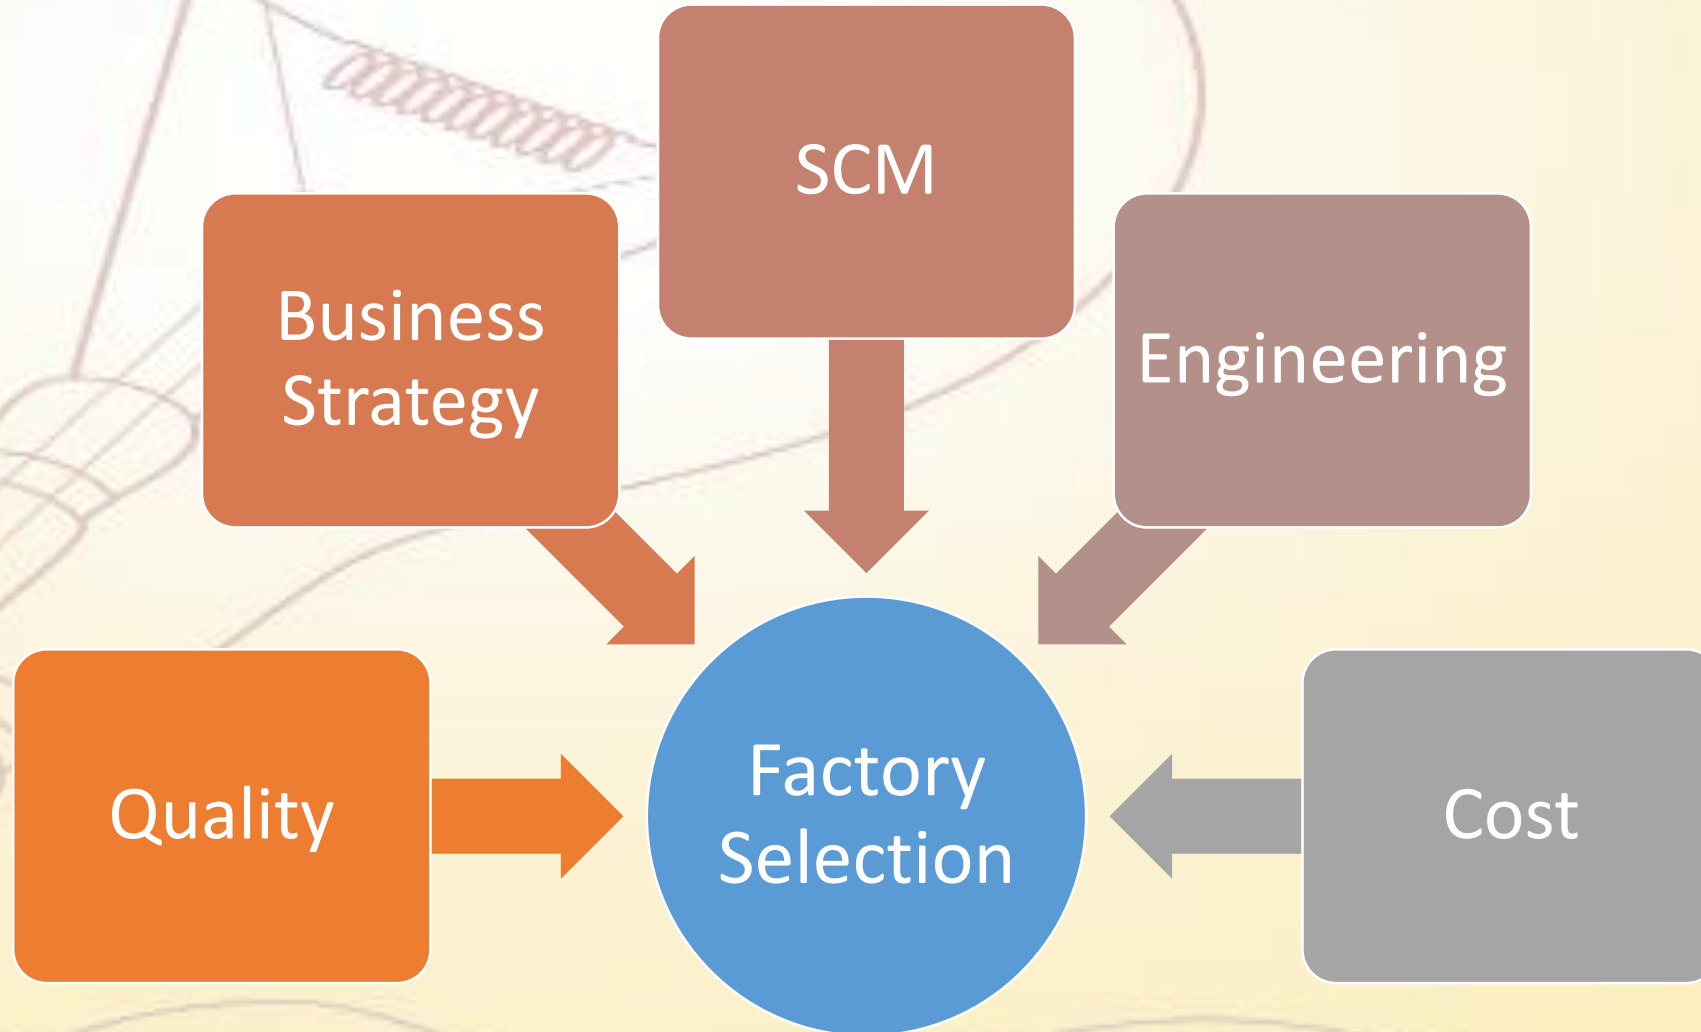 SCM
Business
Strategy
Engineering
Quality
Factory
Selection
Cost